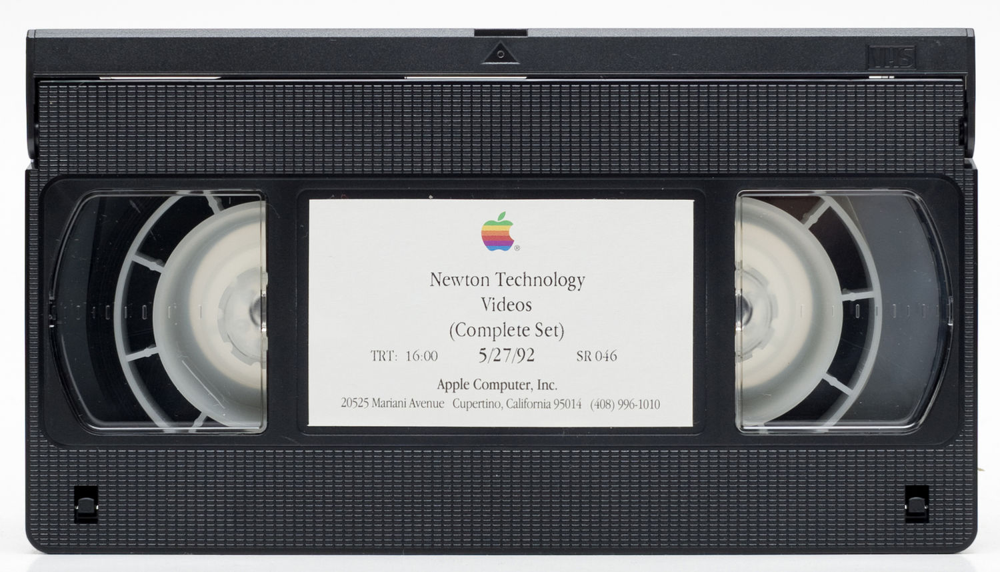 VHS
®
Newton Technology
Videos
(Complete Set)
TRT: 16:00 5/27/92 SR 046
Apple Computer, Inc.
20525 Mariani Avenue Cupertino, California 95014 (408) 996-1010